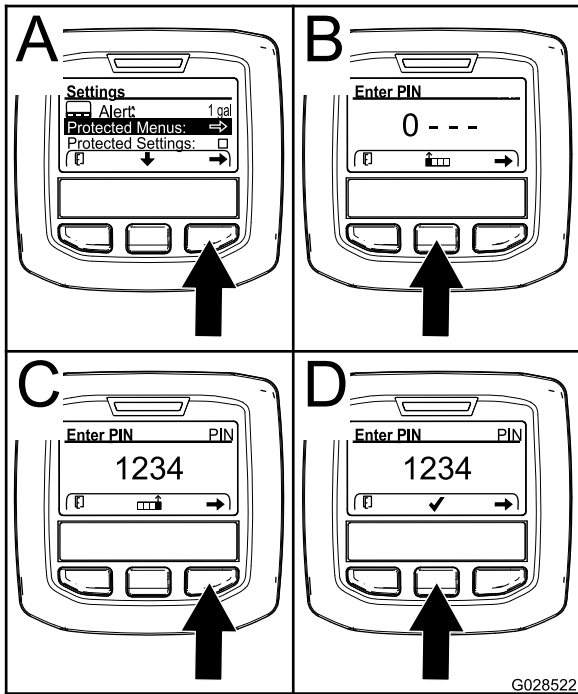 A
Settings
Alert: 1 gal
Protected Menus:
Protected Settings:
B
Enter PIN
0 - - -
C
Enter PIN PIN
1234
D
Enter PIN PIN
1234
G028522